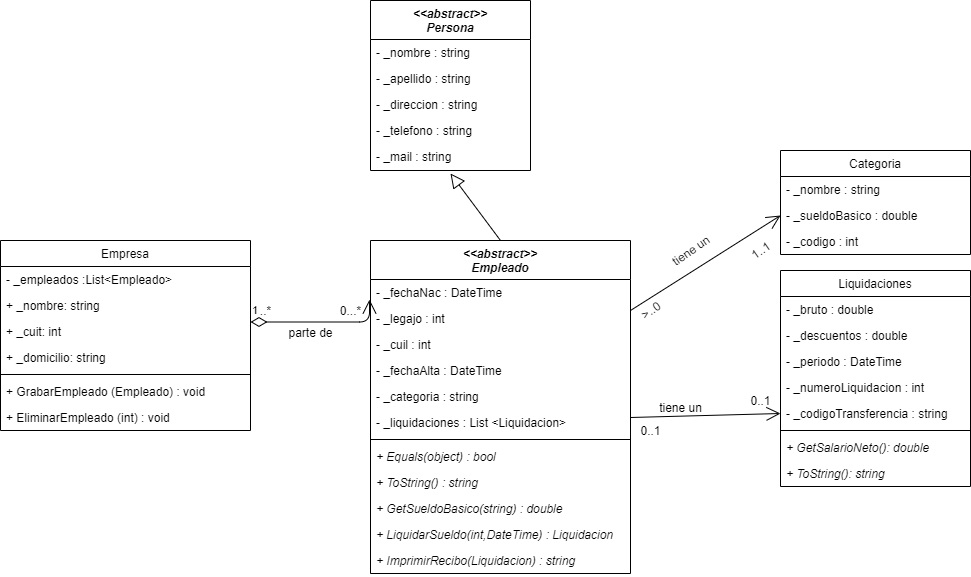 <<abstract>>
Persona
- _nombre : string
- _apellido : string
- _direccion : string
- _telefono : string
- _mail : string
Empresa
- _empleados :List<Empleado>
+ _nombre: string
+ _cuit: int
+ _domicilio: string
+ GrabarEmpleado (Empleado) : void
+ EliminarEmpleado (int) : void
1..*
0...*
parte de
<<abstract>>
Empleado
- _fechaNac : DateTime
- _legajo : int
- _cuil : int
- _fechaAlta : DateTime
- _categoria : string
- _liquidaciones : List <Liquidacion>
+ Equals(object) : bool
+ ToString() : string
+ GetSueldoBasico(string) : double
+ LiquidarSueldo(int,DateTime) : Liquidacion
+ ImprimirRecibo(Liquidacion) : string
tiene un
>..0
1..1
Categoria
- _nombre : string
- _sueldoBasico : double
- _codigo : int
tiene un
0..1
0..1
Liquidaciones
- _bruto : double
- _descuentos : double
- _periodo : DateTime
- _numeroLiquidacion : int
- _codigoTransferencia : string
+ GetSalarioNeto(): double
+ ToString(): string